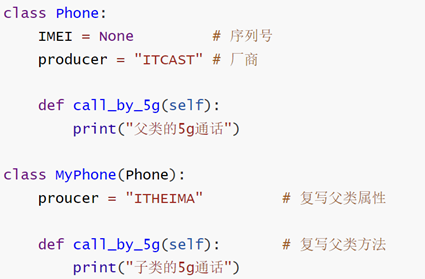 class Phone:
    IMEI = None          # 序列号
    producer = "ITCAST" # 厂商
    def call_by_5g(self):
        print("父类的5g通话")
class MyPhone(Phone):
    proucer = "ITHEIMA"          # 复写父类属性
    def call_by_5g(self):        # 复写父类方法
        print("子类的5g通话")